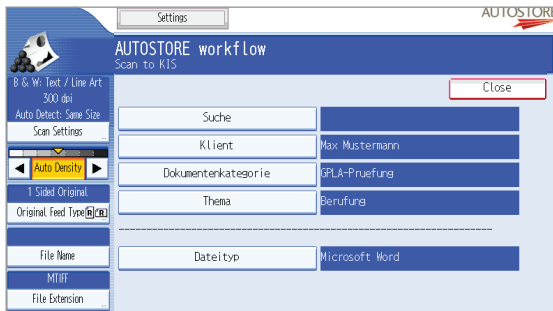 Settings
AUTOSTORE
AUTOSTORE workflow
Scan to KIS
B & W: Text / Line Art
300 dpi
Auto Detect: Same Size
Scan Settings
Auto Density
1 Sided Original
Original Feed Type R R
File Name
MTIFF
File Extension
Close
Suche
Klient Max Mustermann
Dokumentenkategorie GPLA-Pruefung
Thema Berufung
Dateityp Microsoft Word